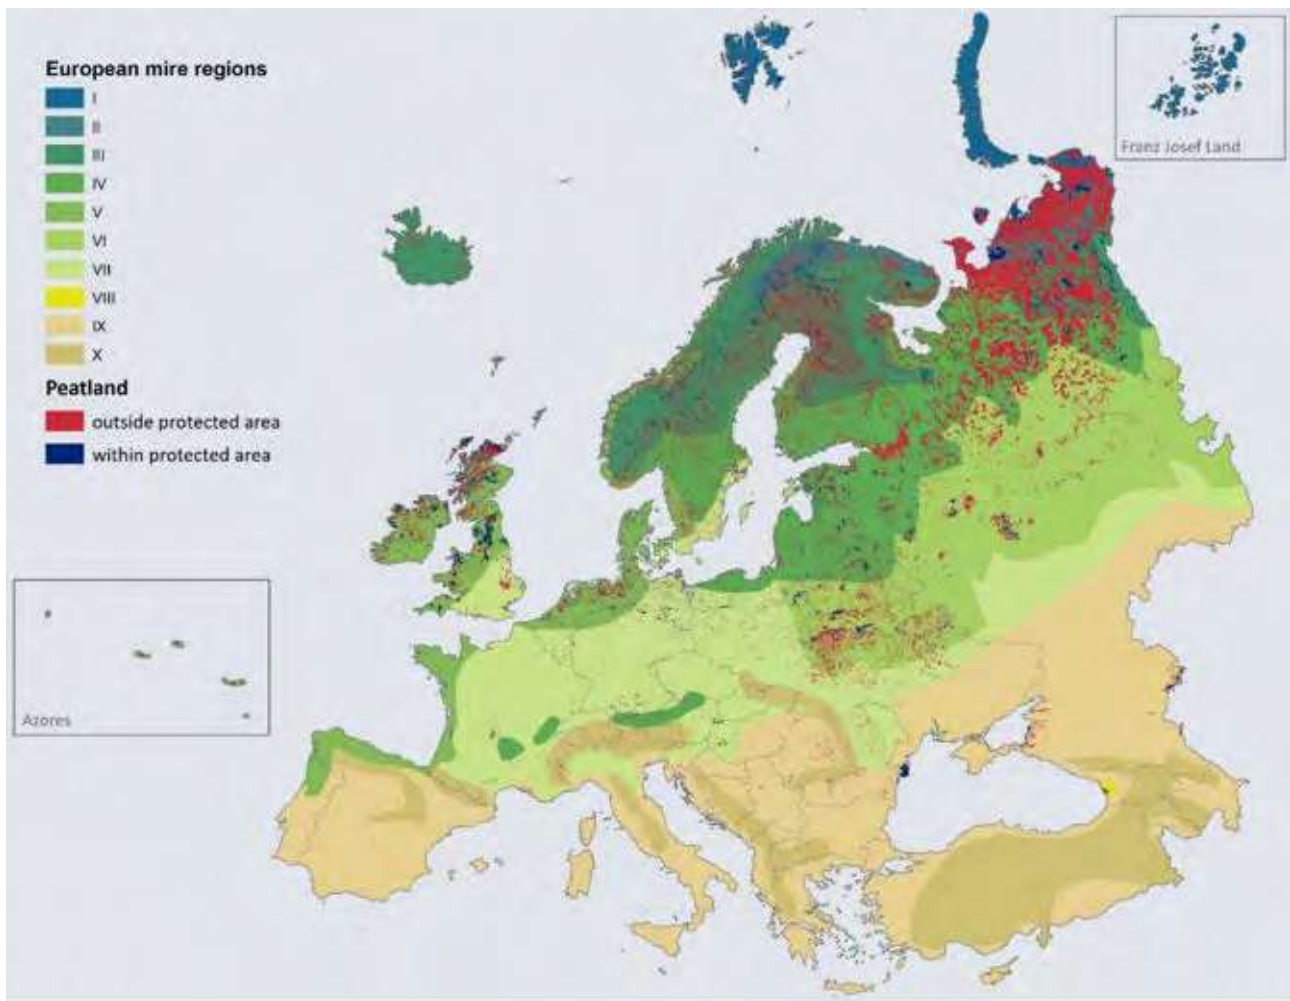 European mire regions
I
II
III
IV
V
VI
VII
VIII
IX
X
Peatland
outside protected area
within protected area
Franz Josef Land
Azores